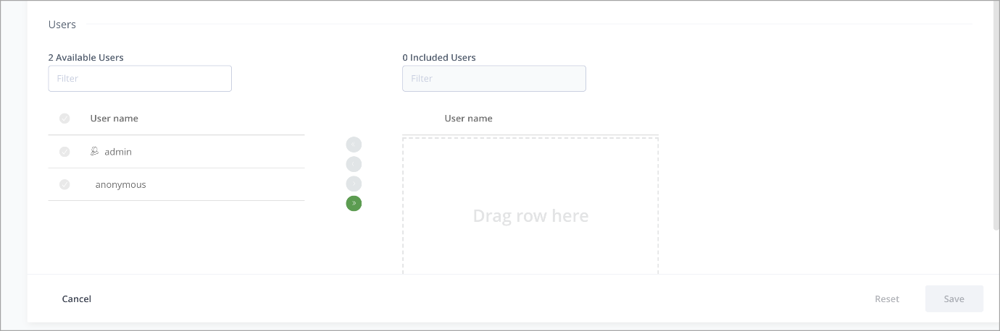 Users
2 Available Users
0 Included Users
Filter
Filter
User name
User name
admin
anonymous
Drag row here
Cancel
Reset
Save